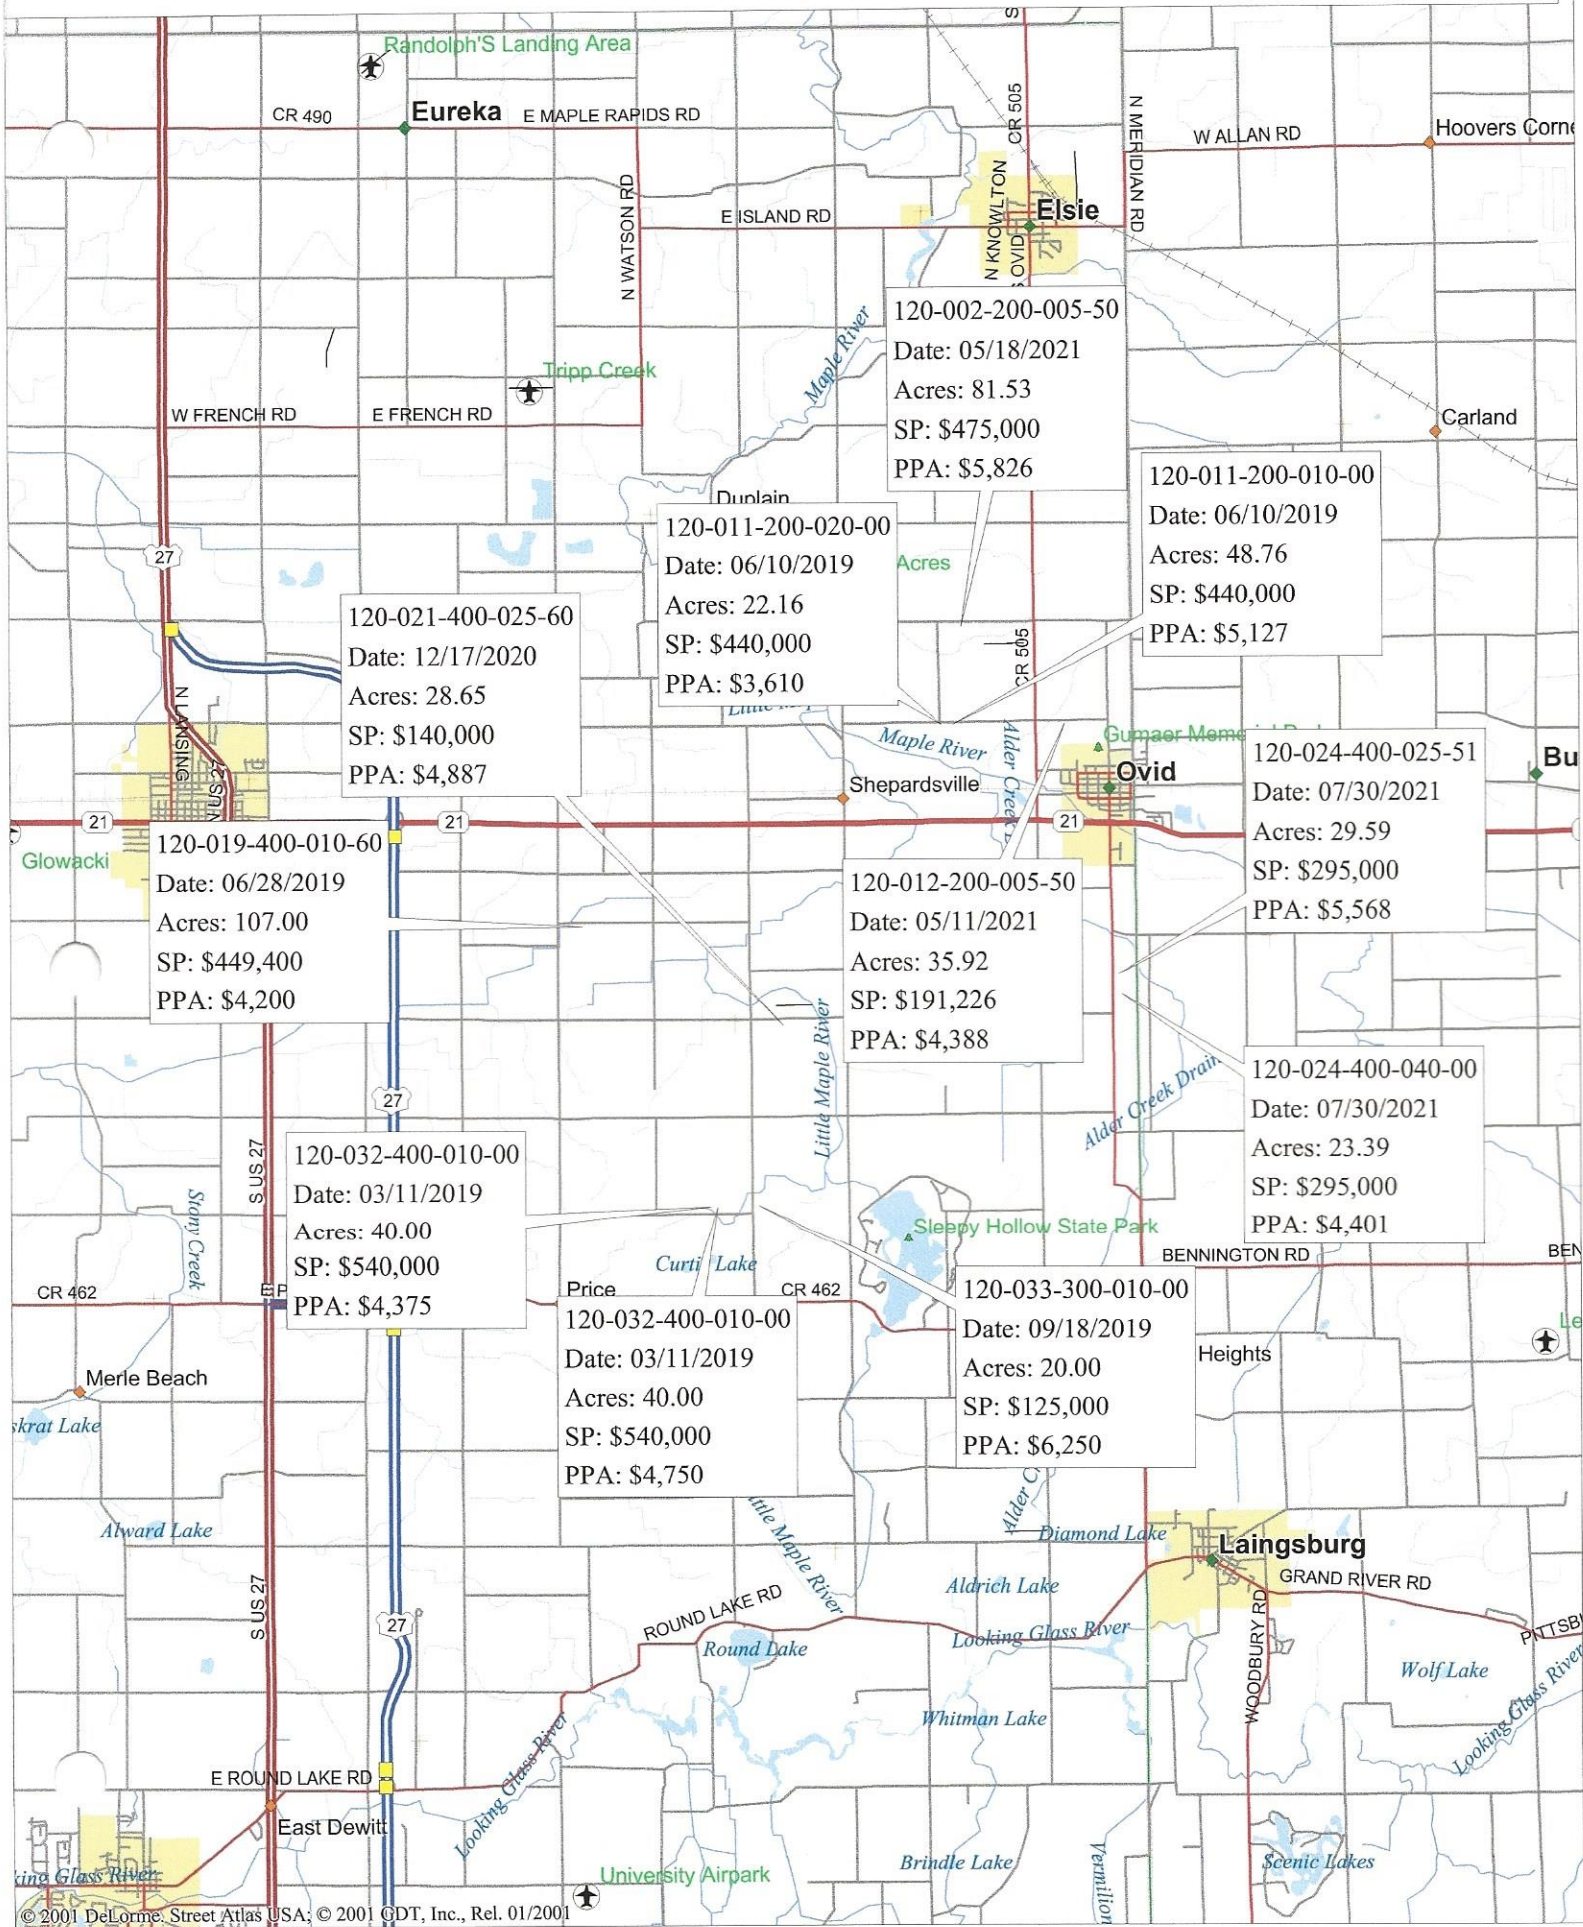 Randolph'S Landing Area
CR 490
Eureka
E MAPLE RAPIDS RD
CR 505
N MERIDIAN RD
W ALLAN RD
Hoovers Corne
N WATSON RD
E ISLAND RD
N KNOWLTON
S OVID
Elsie
Maple River
Tripp Creek
W FRENCH RD
E FRENCH RD
Carland
Duplain
120-002-200-005-50
Date: 05/18/2021
Acres: 81.53
SP: $475,000
PPA: $5,826
120-011-200-010-00
Date: 06/10/2019
Acres: 48.76
SP: $440,000
PPA: $5,127
120-011-200-020-00
Date: 06/10/2019
Acres: 22.16
SP: $440,000
PPA: $3,610
Acres
27
120-021-400-025-60
Date: 12/17/2020
Acres: 28.65
SP: $140,000
PPA: $4,887
CR 505
N LANSING
N US 27
Little
Maple River
Alder Creek
Gumaer
Shepardsville
Ovid
Bu
21
21
21
Glowacki
120-024-400-025-51
Date: 07/30/2021
Acres: 29.59
SP: $295,000
PPA: $5,568
120-019-400-010-60
Date: 06/28/2019
Acres: 107.00
SP: $449,400
PPA: $4,200
120-012-200-005-50
Date: 05/11/2021
Acres: 35.92
SP: $191,226
PPA: $4,388
Little Maple River
Alder Creek Drain
27
120-024-400-040-00
Date: 07/30/2021
Acres: 23.39
SP: $295,000
PPA: $4,401
S US 27
Stony Creek
120-032-400-010-00
Date: 03/11/2019
Acres: 40.00
SP: $540,000
PPA: $4,375
Sleepy Hollow State Park
BENNINGTON RD
BEN
Curti Lake
CR 462
E P
Price
CR 462
120-032-400-010-00
Date: 03/11/2019
Acres: 40.00
SP: $540,000
PPA: $4,750
120-033-300-010-00
Date: 09/18/2019
Acres: 20.00
SP: $125,000
PPA: $6,250
Le
Heights
Merle Beach
skrat Lake
Alward Lake
ittle Maple River
Alder C
Diamond Lake
Laingsburg
GRAND RIVER RD
Aldrich Lake
S US 27
27
ROUND LAKE RD
Round Lake
Looking Glass River
WOODBURY RD
PITTSB
Wolf Lake
Looking Glass River
Whitman Lake
Looking Glass River
E ROUND LAKE RD
East Dewitt
king Glass River
University Airpark
Brindle Lake
Vermilion
Scenic Lakes
© 2001 DeLorme. Street Atlas USA; © 2001 GDT, Inc., Rel. 01/2001